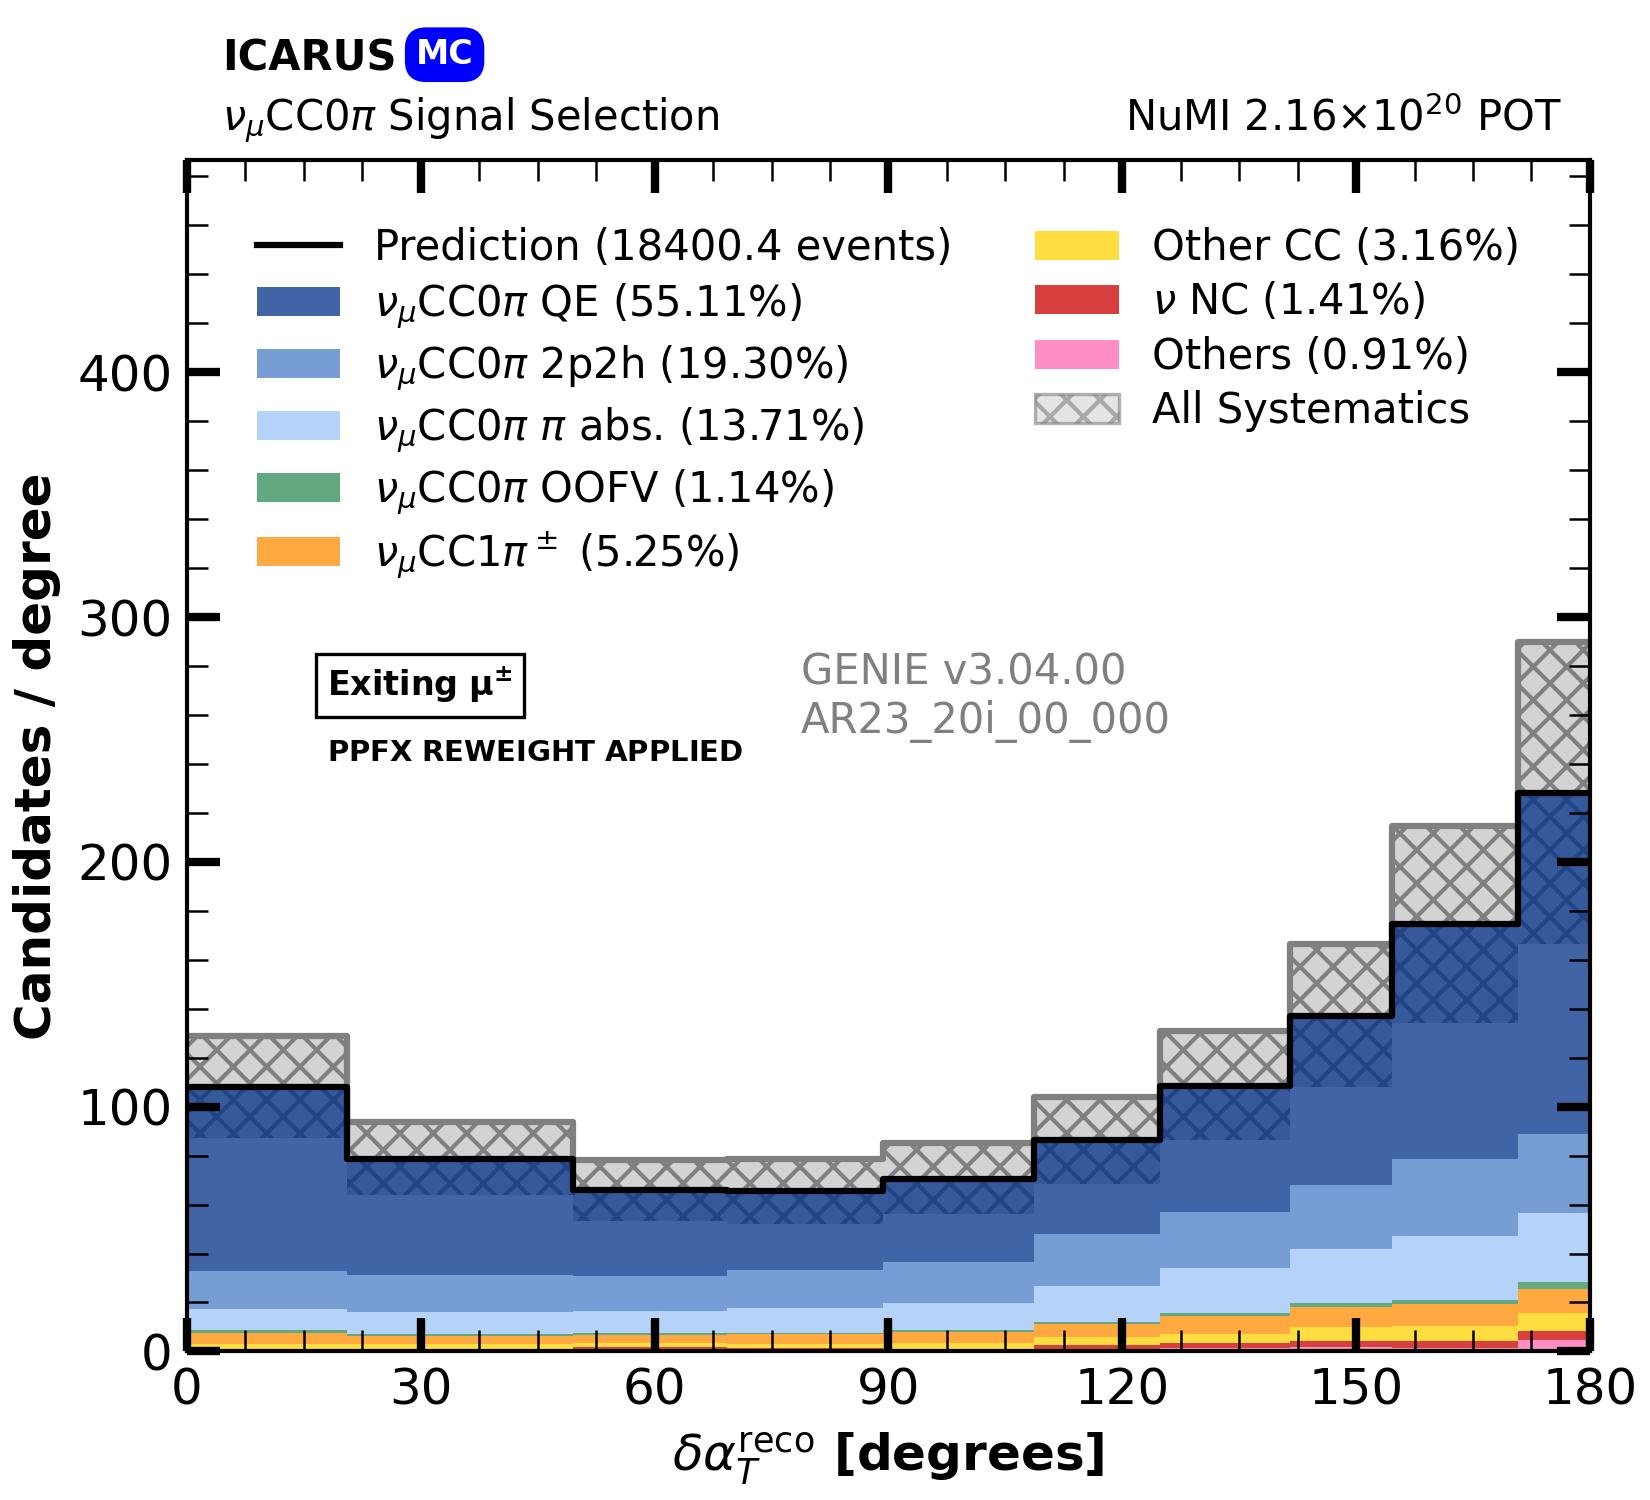 ICARUS MC
νμCC0π Signal Selection
NuMI 2.16×10²⁰ POT
Prediction (18400.4 events)
νμCC0π QE (55.11%)
νμCC0π 2p2h (19.30%)
νμCC0π π abs. (13.71%)
νμCC0π OOFV (1.14%)
νμCC1π± (5.25%)
Other CC (3.16%)
ν NC (1.41%)
Others (0.91%)
All Systematics
Exiting μ±
PPFX REWEIGHT APPLIED
GENIE v3.04.00
AR23_20i_00_000
Candidates / degree
400
300
200
100
0
0 30 60 90 120 150 180
δα_T^reco [degrees]